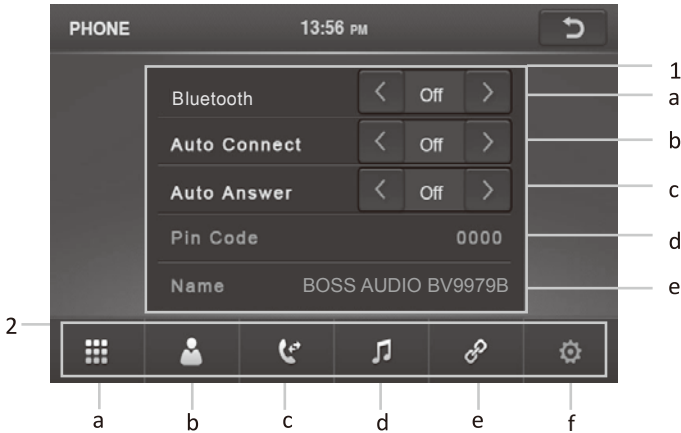 PHONE 13:56 PM
1
Bluetooth Off a
Auto Connect Off b
Auto Answer Off c
Pin Code 0000 d
Name BOSS AUDIO BV9979B e
2
a b c d e f